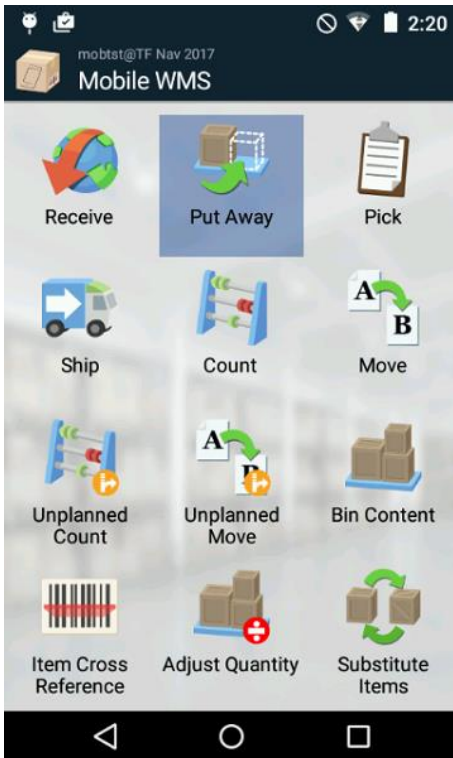 2:20
mobtst@TF Nav 2017
Mobile WMS
Receive
Put Away
Pick
Ship
Count
A
B
Move
A
B
Unplanned
Count
Unplanned
Move
Bin Content
Item Cross
Reference
Adjust Quantity
Substitute
Items